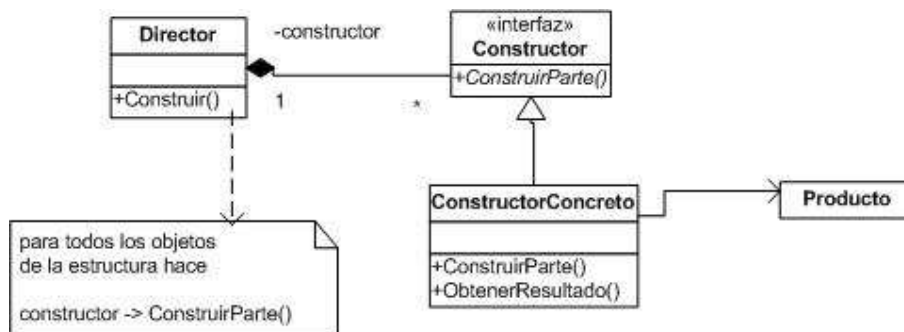 Director
+Construir()
-constructor
1
*
«interfaz»
Constructor
+ConstruirParte()
ConstructorConcreto
+ConstruirParte()
+ObtenerResultado()
Producto
para todos los objetos
de la estructura hace
constructor -> ConstruirParte()